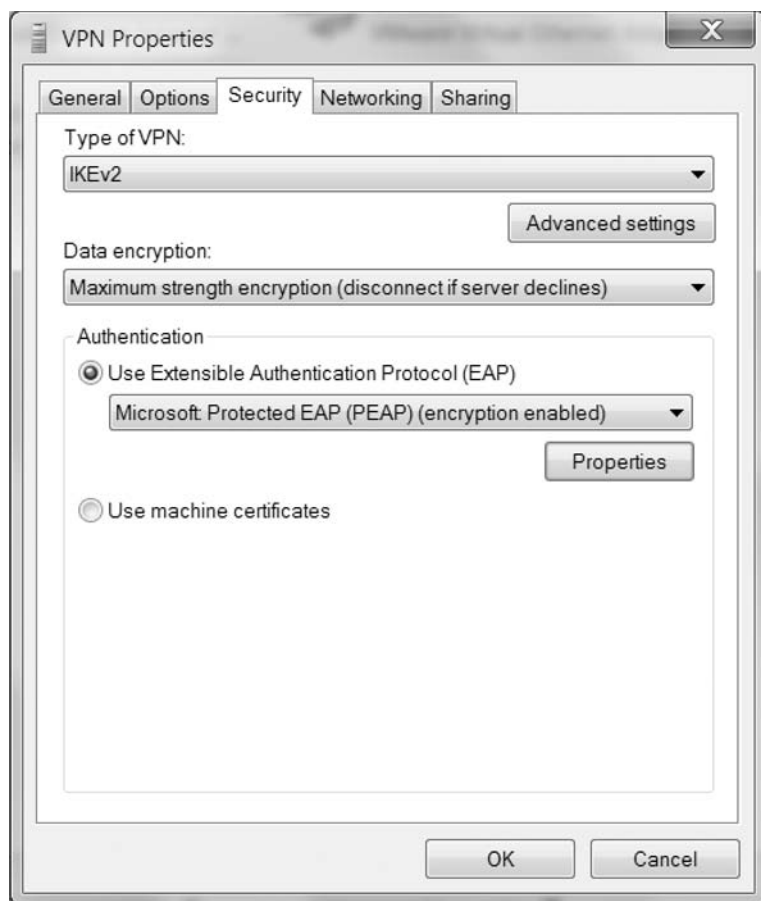 VPN Properties
General Options Security Networking Sharing
Type of VPN:
IKEv2
Advanced settings
Data encryption:
Maximum strength encryption (disconnect if server declines)
Authentication
Use Extensible Authentication Protocol (EAP)
Microsoft: Protected EAP (PEAP) (encryption enabled)
Properties
Use machine certificates
OK Cancel